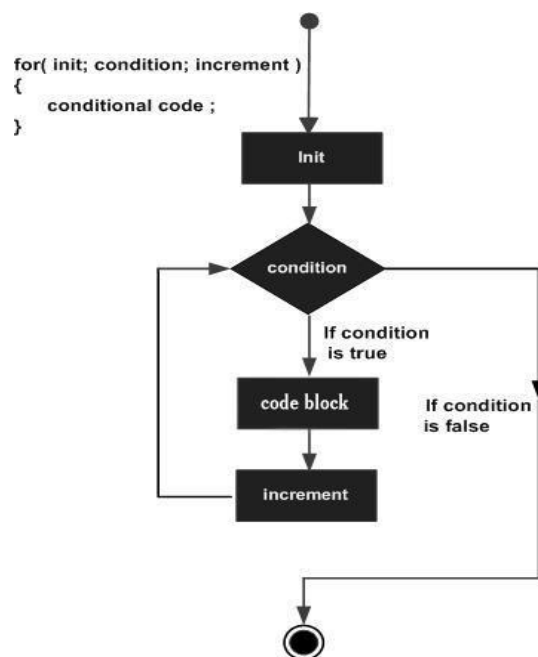 for( init; condition; increment )
{
conditional code ;
}
Init
condition
If condition
is true
code block
If condition
is false
increment